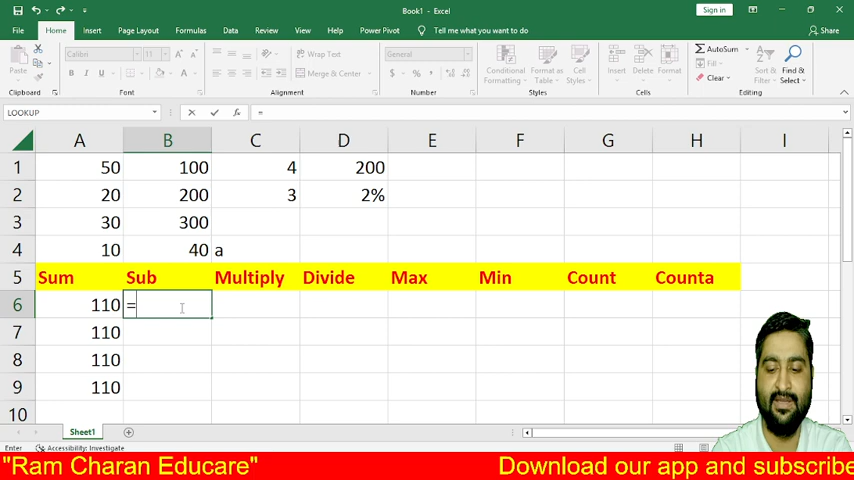 Book1 - Excel
Sign in
File Home Insert Page Layout Formulas Data Review View Help Power Pivot Tell me what you want to do Share
Calibri 11 Wrap Text General AutoSum
Paste Merge & Center Conditional Formatting Format as Table Cell Styles Insert Delete Format Fill Clear Sort & Filter Find & Select
Clipboard Font Alignment Number Styles Cells Editing
LOOKUP fx =
A B C D E F G H I
1 50 100 4 200
2 20 200 3 2%
3 30 300
4 10 40 a
5 Sum Sub Multiply Divide Max Min Count Counta
6 110 =
7 110
8 110
9 110
10
Sheet1
Enter Accessibility: Investigate
"Ram Charan Educare" Download our app and subscribe